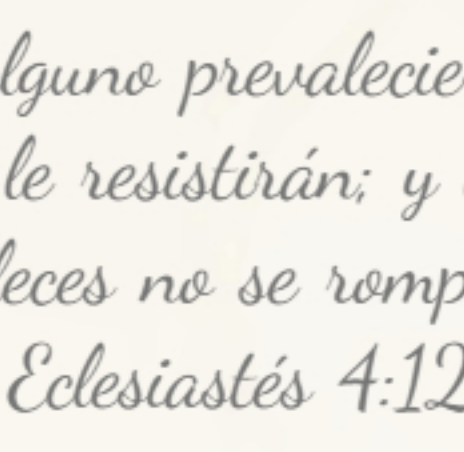 lguno prevalecie
le resistirán; y
leces no se romp
Eclesiastés 4:12